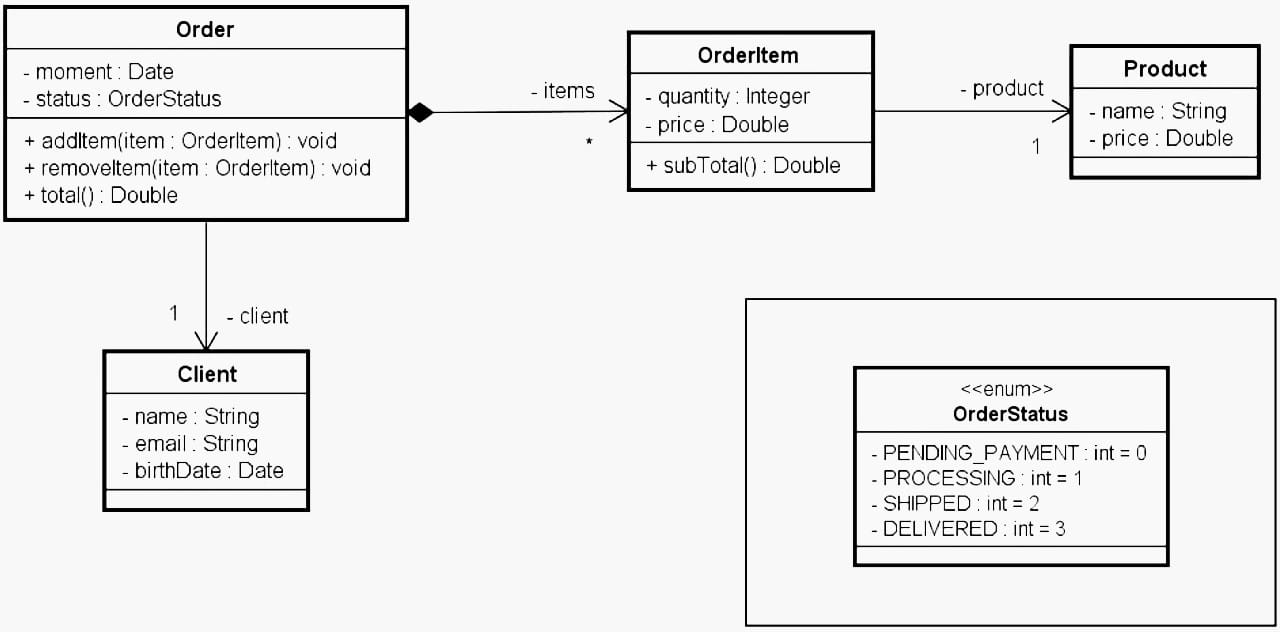 Order
- moment : Date
- status : OrderStatus
+ addItem(item : OrderItem) : void
+ removeItem(item : OrderItem) : void
+ total() : Double
- items
*
OrderItem
- quantity : Integer
- price : Double
+ subTotal() : Double
- product
1
Product
- name : String
- price : Double
1
- client
Client
- name : String
- email : String
- birthDate : Date
<<enum>>
OrderStatus
- PENDING_PAYMENT : int = 0
- PROCESSING : int = 1
- SHIPPED : int = 2
- DELIVERED : int = 3